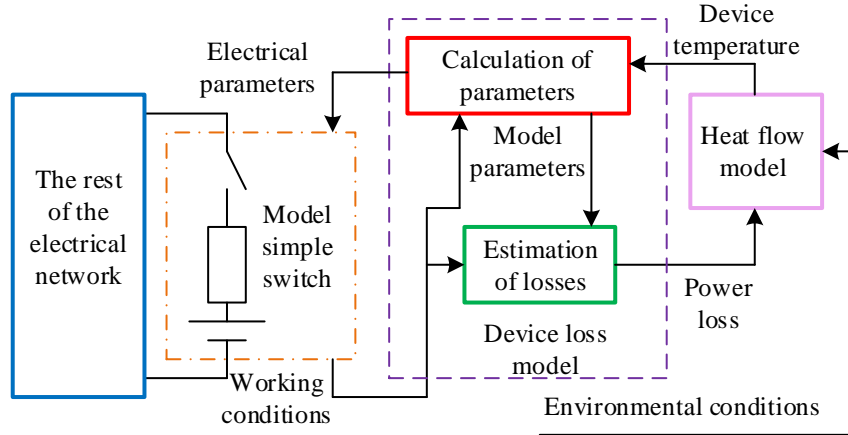 Device
temperature
Electrical
parameters
Calculation of
parameters
Model
parameters
Heat flow
model
The rest
of the
electrical
network
Model
simple
switch
Estimation
of losses
Power
loss
Device loss
model
Working
conditions
Environmental conditions